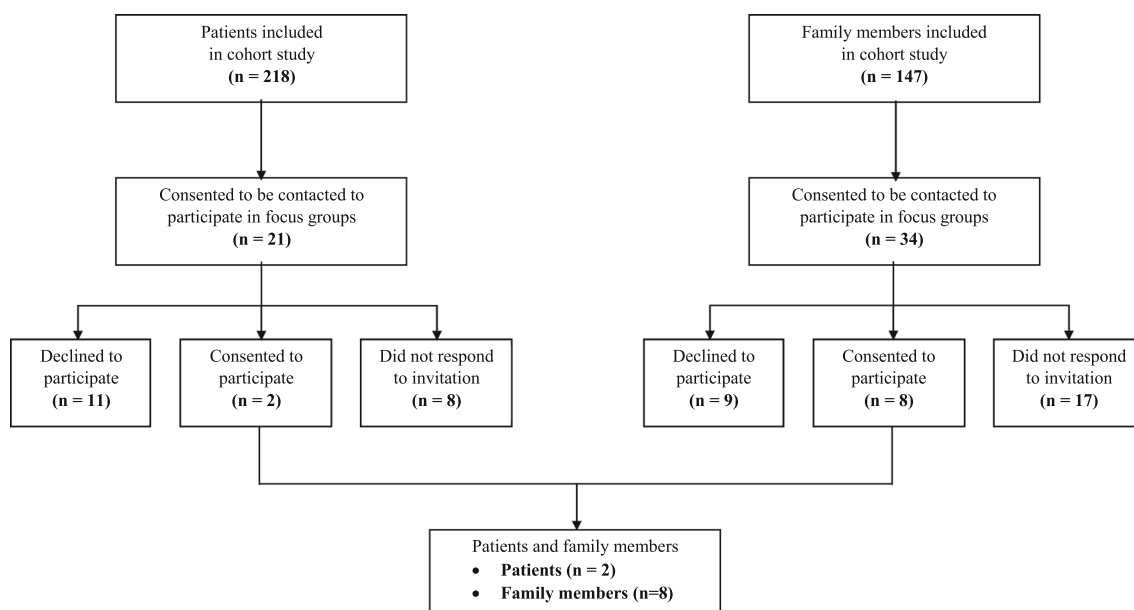 Patients included
in cohort study
(n = 218)
Family members included
in cohort study
(n = 147)
Consented to be contacted to
participate in focus groups
(n = 21)
Consented to be contacted to
participate in focus groups
(n = 34)
Declined to
participate
(n = 11)
Consented to
participate
(n = 2)
Did not respond
to invitation
(n = 8)
Declined to
participate
(n = 9)
Consented to
participate
(n = 8)
Did not respond
to invitation
(n = 17)
Patients and family members
• Patients (n = 2)
• Family members (n=8)